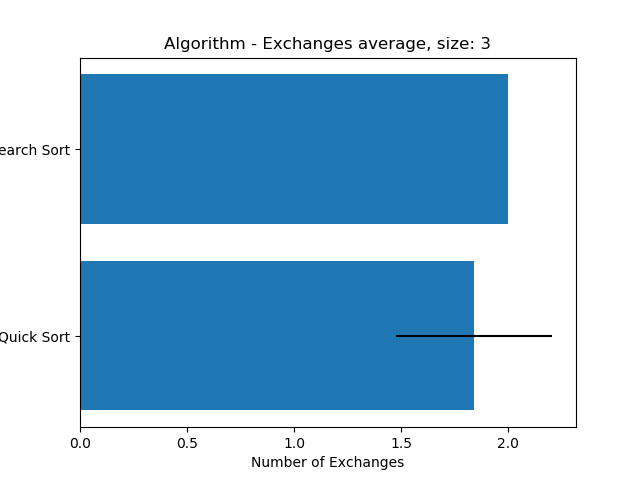 Algorithm - Exchanges average, size: 3
earch Sort
Quick Sort
0.0 0.5 1.0 1.5 2.0
Number of Exchanges